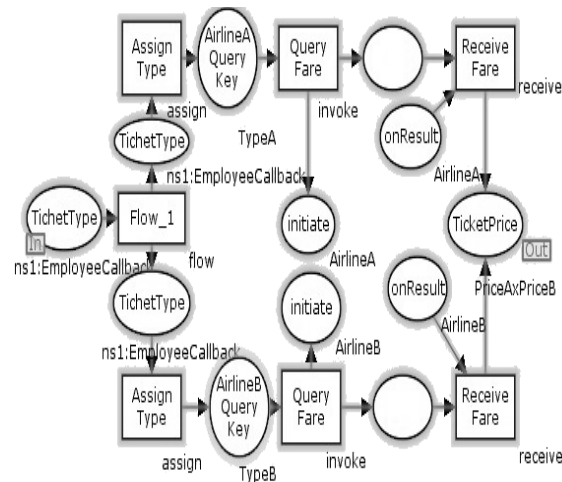 Assign
Type
AirlineA
Query
Key
Query
Fare
Receive
Fare
assign
invoke
receive
TichetType
TypeA
onResult
ns1:EmployeeCallback
AirlineA
TichetType
In
Flow_1
initiate
TicketPrice
Out
ns1:EmployeeCallback
flow
AirlineA
TichetType
initiate
onResult
PriceAxPriceB
ns1:EmployeeCallback
AirlineB
AirlineB
Assign
Type
AirlineB
Query
Key
Query
Fare
Receive
Fare
assign
TypeB
invoke
receive